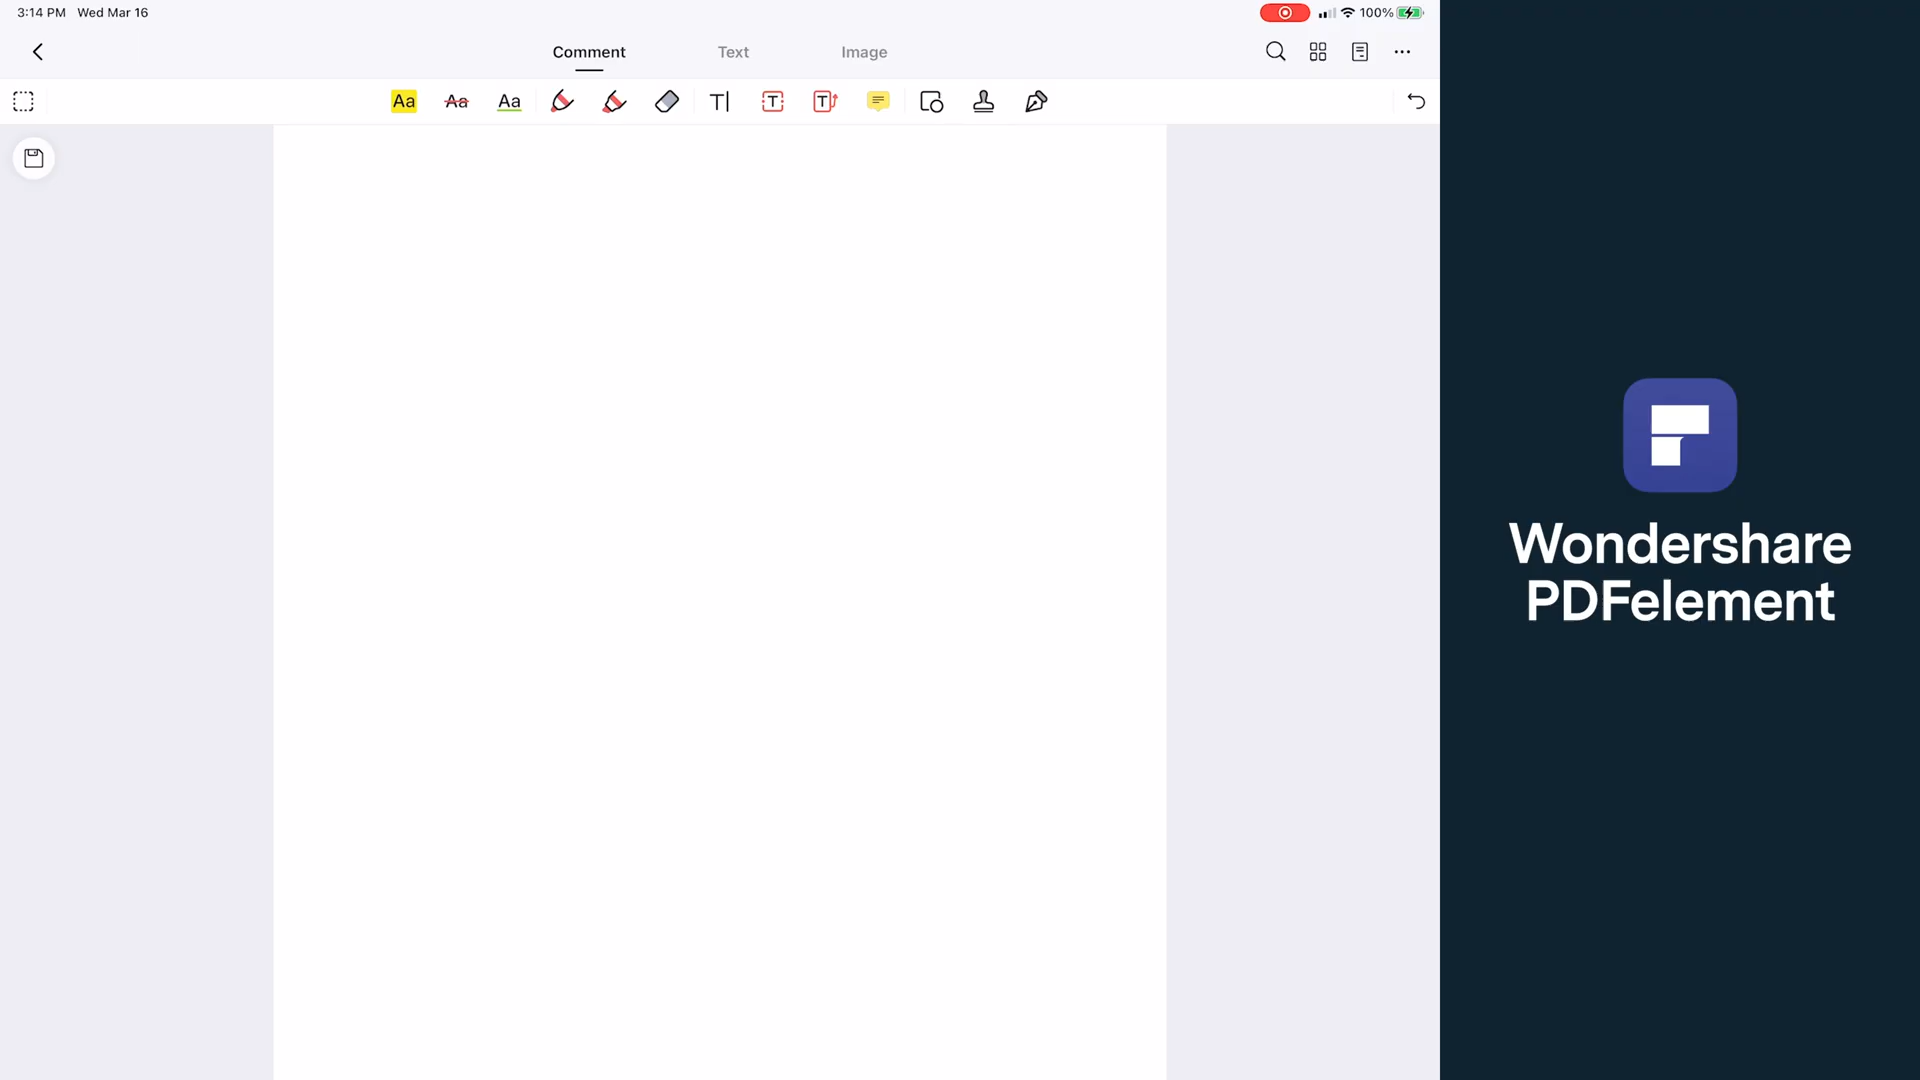 3:14 PM Wed Mar 16
100%
Comment Text Image
Aa Aa Aa T T T
Wondershare
PDFelement